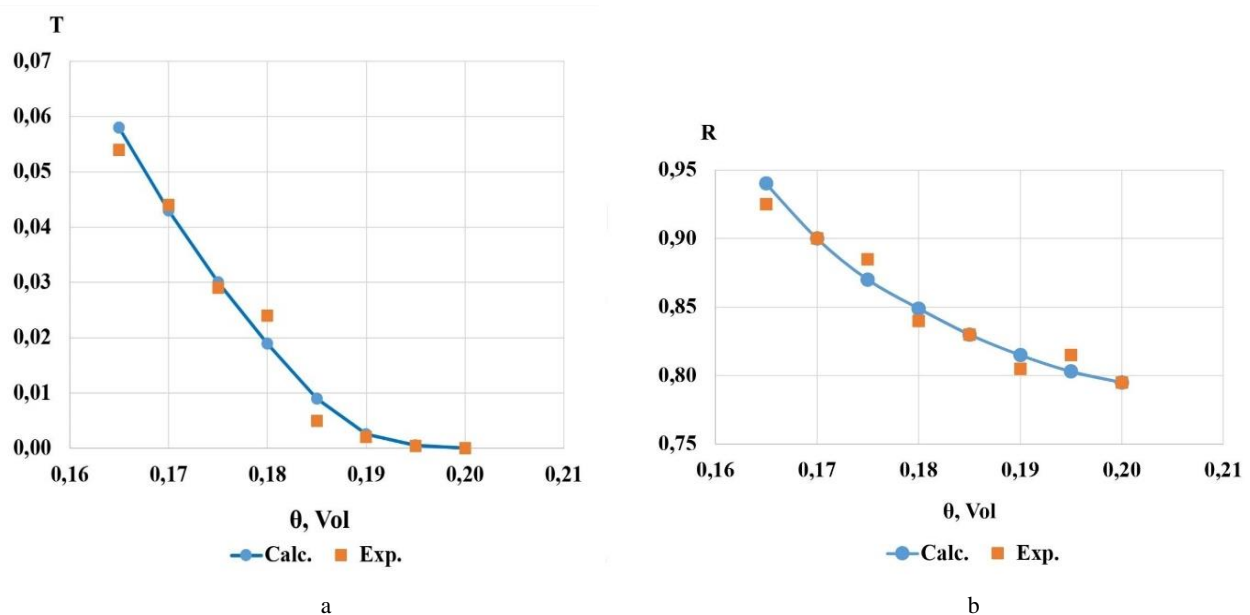 T
0,07
0,06
0,05
0,04
0,03
0,02
0,01
0,00
0,16 0,17 0,18 0,19 0,20 0,21
θ, Vol
Calc. Exp.
a
R
0,95
0,90
0,85
0,80
0,75
0,16 0,17 0,18 0,19 0,20 0,21
θ, Vol
Calc. Exp.
b